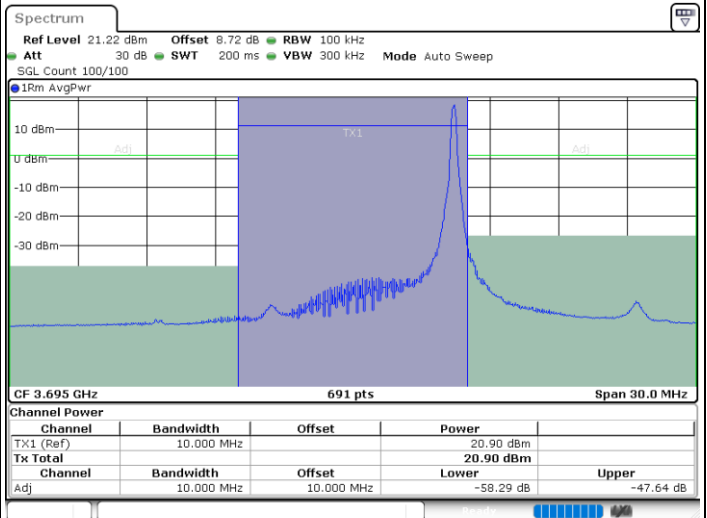 Spectrum
Ref Level 21.22 dBm Offset 8.72 dB RBW 100 kHz
Att 30 dB SWT 200 ms VBW 300 kHz Mode Auto Sweep
SGL Count 100/100
1Rm AvgPwr
10 dBm
TX1
Adj Adj
0 dBm
-10 dBm
-20 dBm
-30 dBm
CF 3.695 GHz 691 pts Span 30.0 MHz
Channel Power
Channel Bandwidth Offset Power
TX1 (Ref) 10.000 MHz 20.90 dBm
Tx Total 20.90 dBm
Channel Bandwidth Offset Lower Upper
Adj 10.000 MHz 10.000 MHz -58.29 dB -47.64 dB
Ready